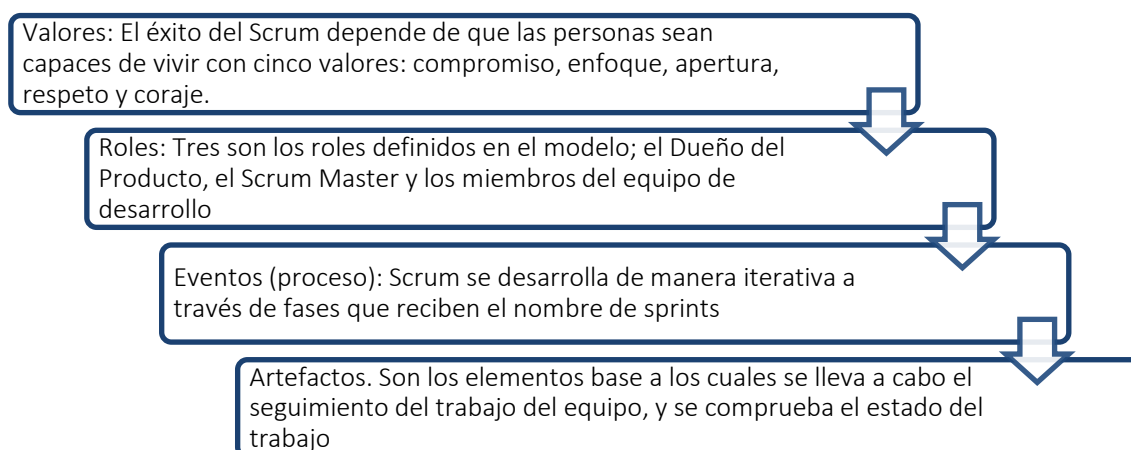 Valores: El éxito del Scrum depende de que las personas sean
capaces de vivir con cinco valores: compromiso, enfoque, apertura,
respeto y coraje.
Roles: Tres son los roles definidos en el modelo; el Dueño del
Producto, el Scrum Master y los miembros del equipo de
desarrollo
Eventos (proceso): Scrum se desarrolla de manera iterativa a
través de fases que reciben el nombre de sprints
Artefactos. Son los elementos base a los cuales se lleva a cabo el
seguimiento del trabajo del equipo, y se comprueba el estado del
trabajo